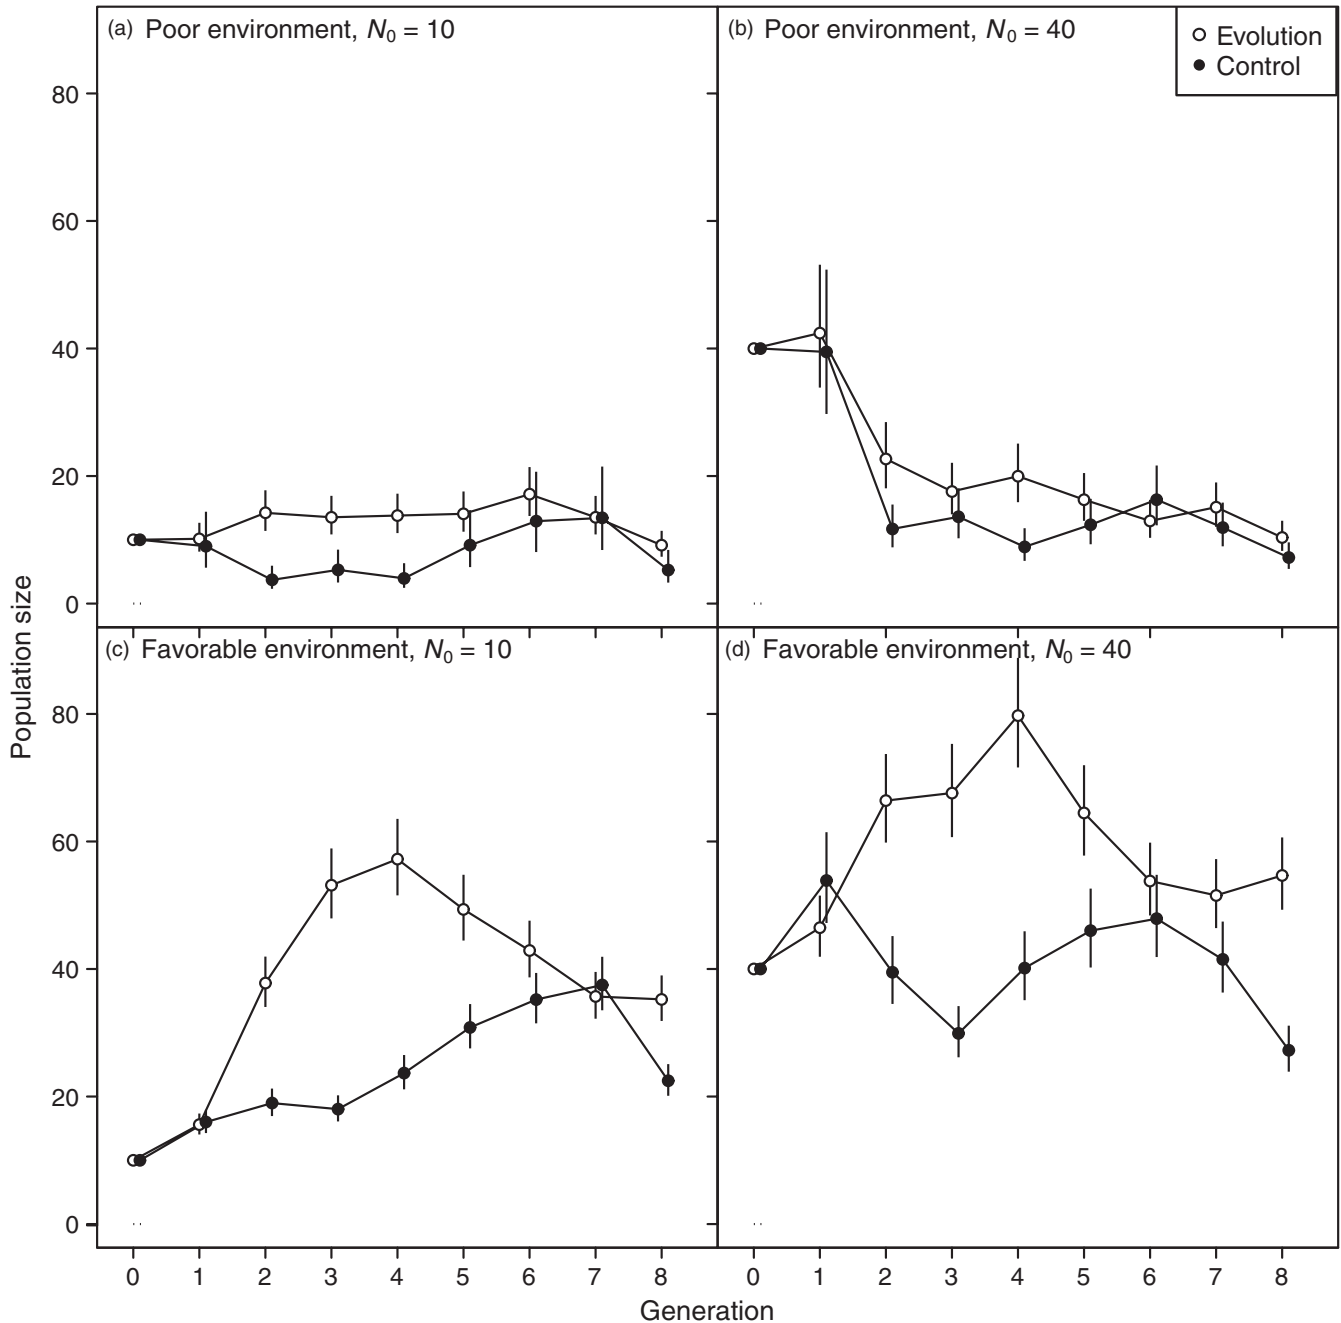 (a) Poor environment, N0 = 10
(b) Poor environment, N0 = 40
Evolution
Control
80
60
40
20
0
Population size
(c) Favorable environment, N0 = 10
(d) Favorable environment, N0 = 40
80
60
40
20
0
0 1 2 3 4 5 6 7 8
0 1 2 3 4 5 6 7 8
Generation